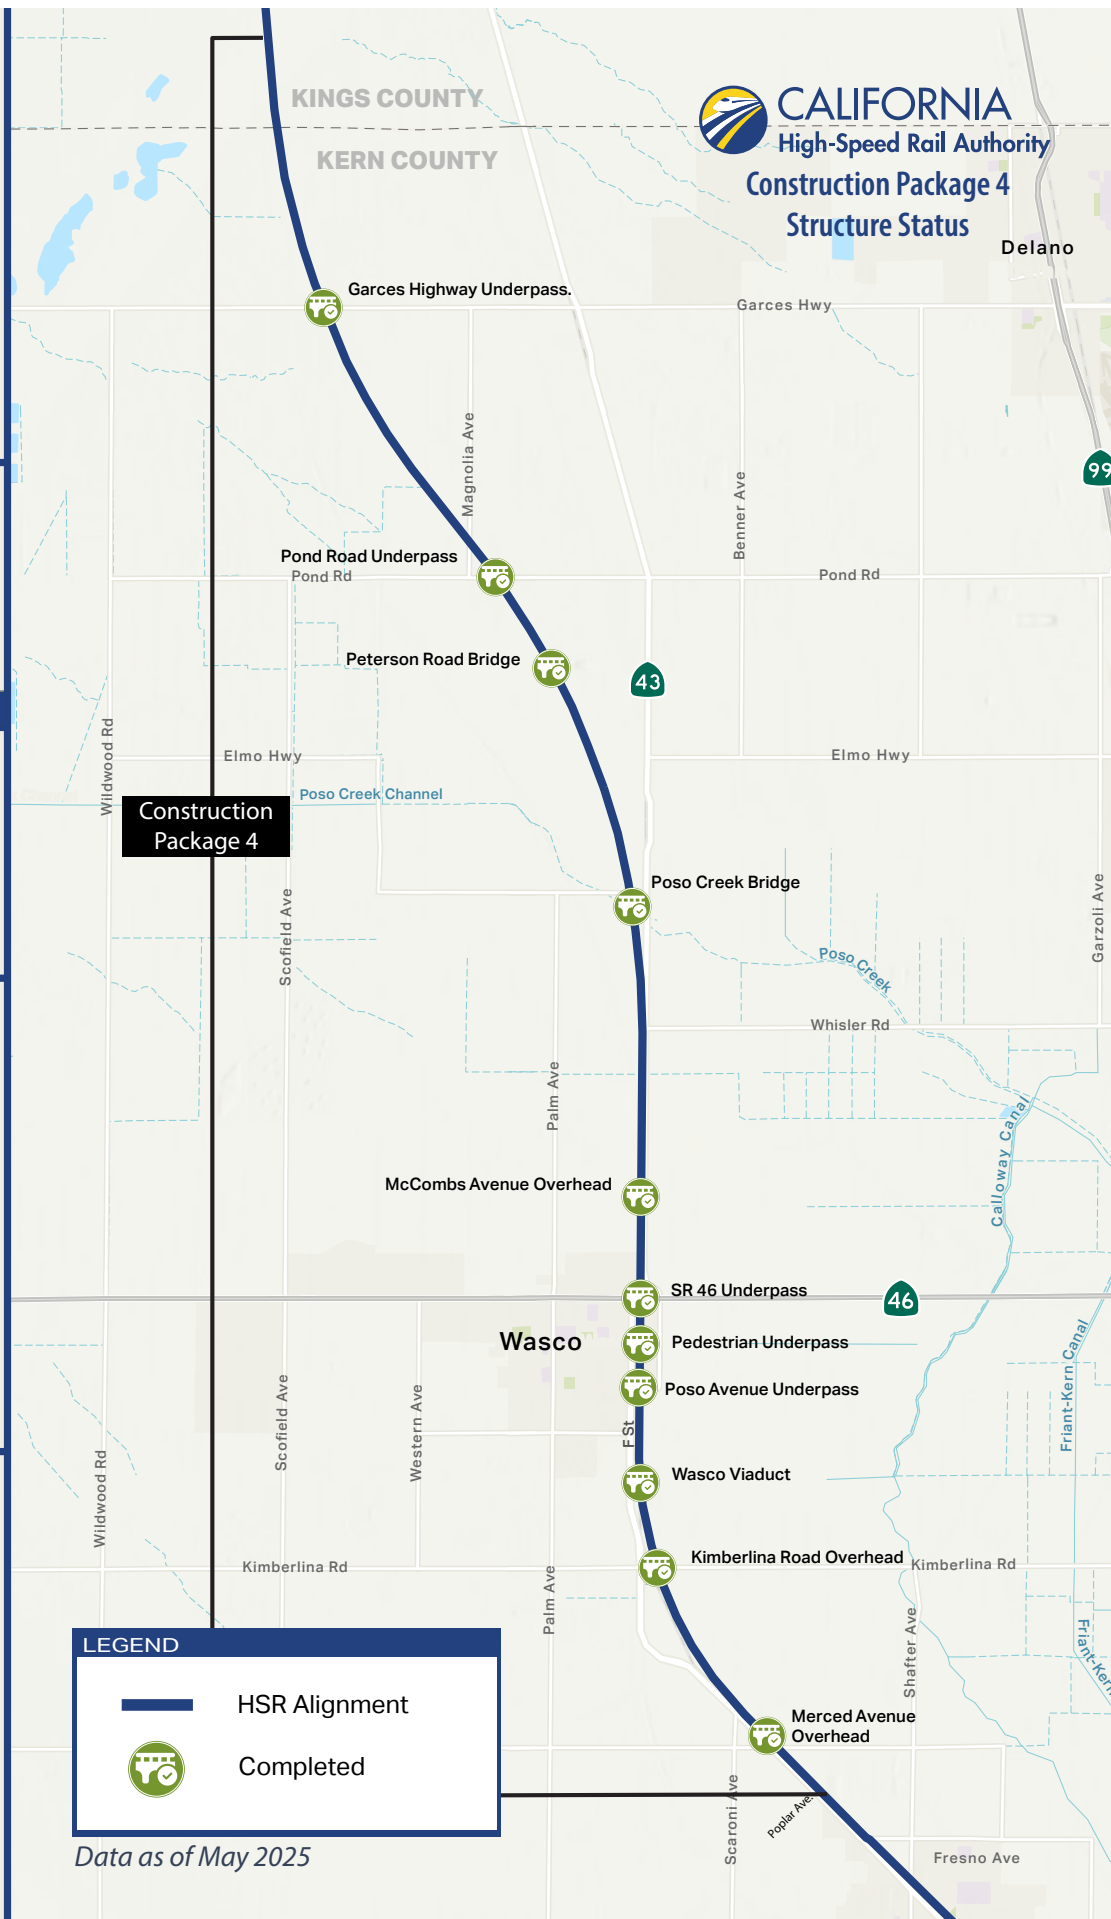 KINGS COUNTY
KERN COUNTY
CALIFORNIA
High-Speed Rail Authority
Construction Package 4
Structure Status
Delano
Garces Highway Underpass.
Garces Hwy
Magnolia Ave
Benner Ave
99
Pond Road Underpass
Pond Rd
Pond Rd
Peterson Road Bridge
43
Wildwood Rd
Elmo Hwy
Elmo Hwy
Poso Creek Channel
Construction
Package 4
Poso Creek Bridge
Scofield Ave
Garzoli Ave
Poso Creek
Whisler Rd
Palm Ave
Calloway Canal
McCombs Avenue Overhead
SR 46 Underpass
46
Wasco
Pedestrian Underpass
Poso Avenue Underpass
Friant-Kern Canal
Scofield Ave
Western Ave
F St
Wasco Viaduct
Wildwood Rd
Kimberlina Road Overhead
Kimberlina Rd
Kimberlina Rd
Palm Ave
Shafter Ave
Friant-Kern
LEGEND
HSR Alignment
Completed
Merced Avenue
Overhead
Scaroni Ave
Poplar Ave.
Fresno Ave
Data as of May 2025